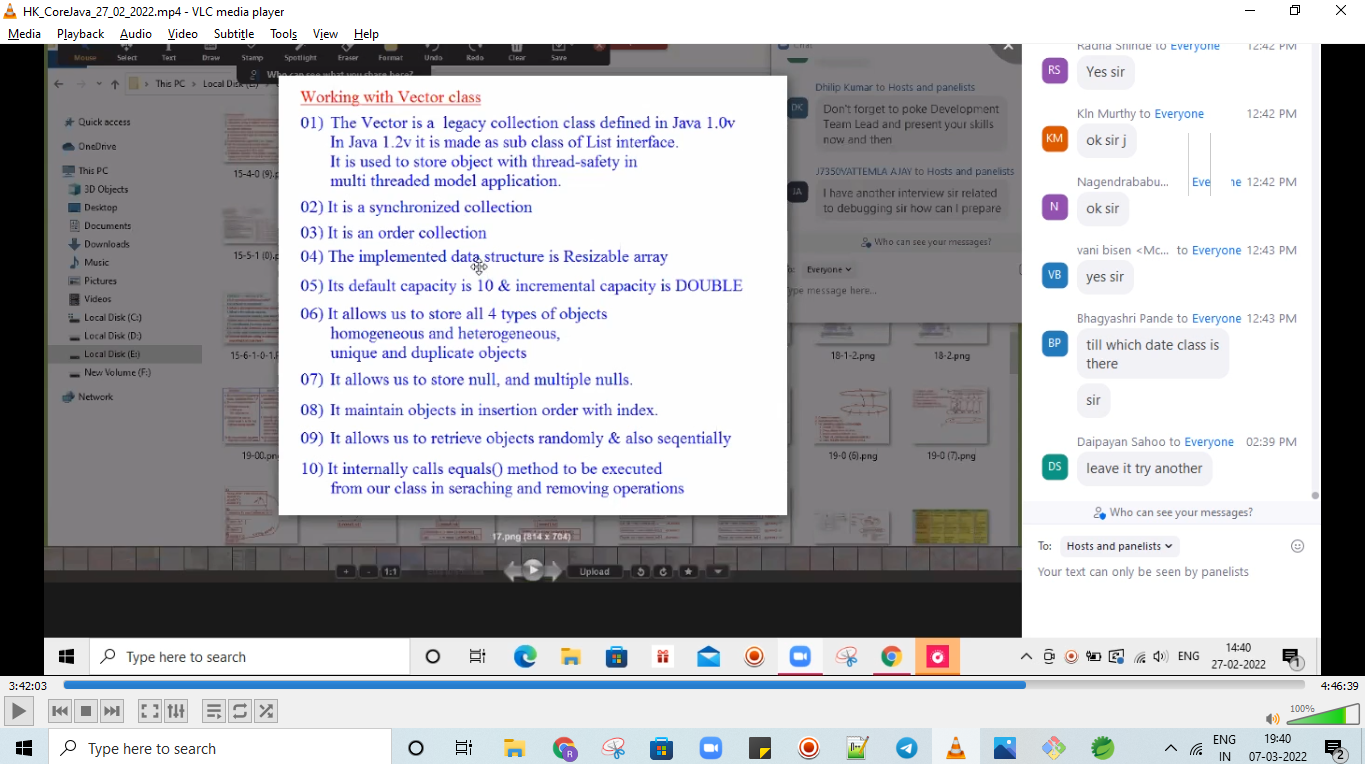 HK_CoreJava_27_02_2022.mp4 - VLC media player
Media Playback Audio Video Subtitle Tools View Help
Mouse Select Text Draw Stamp Spotlight Eraser Format Undo Redo Clear Save
Who can see what you share here?
This PC
Quick access
OneDrive
This PC
3D Objects
Desktop
Documents
Downloads
Music
Pictures
Videos
Local Disk (C:)
Local Disk (D:)
Local Disk (E:)
New Volume (F:)
Network
15-4-0 (9).p
15-5-1 (0).
15-6-1-0-1.
19-00.pn
Working with Vector class
01) The Vector is a legacy collection class defined in Java 1.0v
In Java 1.2v it is made as sub class of List interface.
It is used to store object with thread-safety in
multi threaded model application.
02) It is a synchronized collection
03) It is an order collection
04) The implemented data structure is Resizable array
05) Its default capacity is 10 & incremental capacity is DOUBLE
06) It allows us to store all 4 types of objects
homogeneous and heterogeneous,
unique and duplicate objects
07) It allows us to store null, and multiple nulls.
08) It maintain objects in insertion order with index.
09) It allows us to retrieve objects randomly & also seqentially
10) It internally calls equals() method to be executed
from our class in seraching and removing operations
17.png (814 x 704)
+ - 1:1
Upload
Chat
Dhilip Kumar to Hosts and panelists
DK
Don't forget to poke Development
Team Lead and present your skills
now and then
J7350VATTEMLA AJAY to Hosts and panelists
JA
I have another interview sir related
to debugging sir how can I prepare
Who can see your messages?
Everyone
ype message here...
18-1-2.png
18-2.png
19-0 (6).png
19-0 (7).png
Radha Shinde to Everyone 12:42 PM
RS
Yes sir
Kln Murthy to Everyone 12:42 PM
KM
ok sir j
Nagendrababu... Eve ne 12:42 PM
N
ok sir
vani bisen <Mc... to Everyone 12:43 PM
VB
yes sir
Bhagyashri Pande to Everyone 12:43 PM
BP
till which date class is
there
sir
Daipayan Sahoo to Everyone 02:39 PM
DS
leave it try another
Who can see your messages?
To: Hosts and panelists
Your text can only be seen by panelists
Type here to search
ENG
14:40
27-02-2022
1
3:42:03
4:46:39
100%
Type here to search
R
ENG
IN
19:40
07-03-2022
2